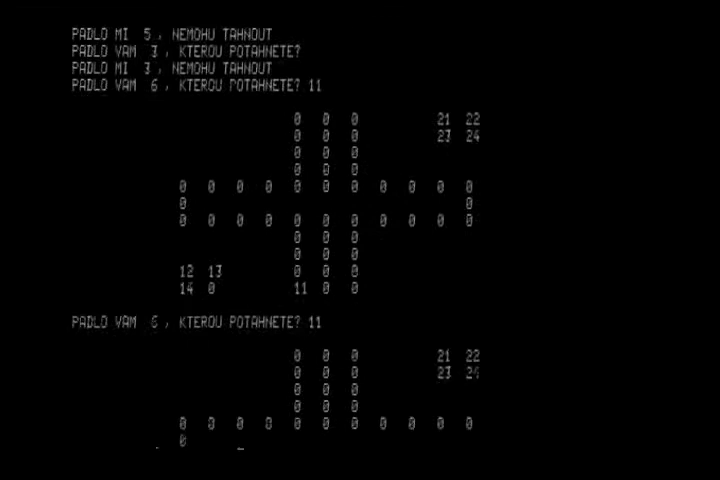 PADLO MI 5, NEMOHU TAHNOUT
PADLO VAM 3, KTEROU POTAHNETE?
PADLO MI 3, NEMOHU TAHNOUT
PADLO VAM 6, KTEROU POTAHNETE? 11
0 0 0 21 22
0 0 0 23 24
0 0 0
0 0 0
0 0 0 0 0 0 0 0 0 0 0
0 0
0 0 0 0 0 0 0 0 0 0 0
0 0 0
0 0 0
12 13 0 0 0
14 0 11 0 0
PADLO VAM 6, KTEROU POTAHNETE? 11
0 0 0 21 22
0 0 0 23 24
0 0 0
0 0 0
0 0 0 0 0 0 0 0 0 0 0
0 _